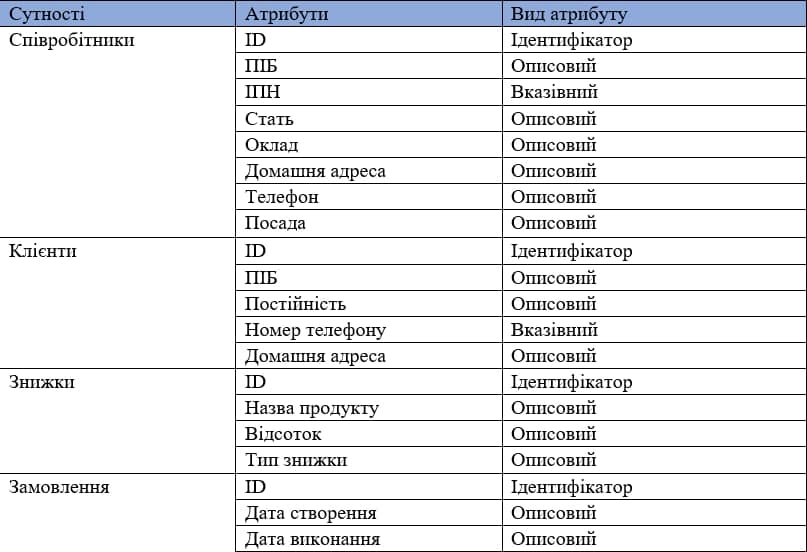 Сутності Атрибути Вид атрибуту
Співробітники ID Ідентифікатор
ПІБ Описовий
ІПН Вказівний
Стать Описовий
Оклад Описовий
Домашня адреса Описовий
Телефон Описовий
Посада Описовий
Клієнти ID Ідентифікатор
ПІБ Описовий
Постійність Описовий
Номер телефону Вказівний
Домашня адреса Описовий
Знижки ID Ідентифікатор
Назва продукту Описовий
Відсоток Описовий
Тип знижки Описовий
Замовлення ID Ідентифікатор
Дата створення Описовий
Дата виконання Описовий